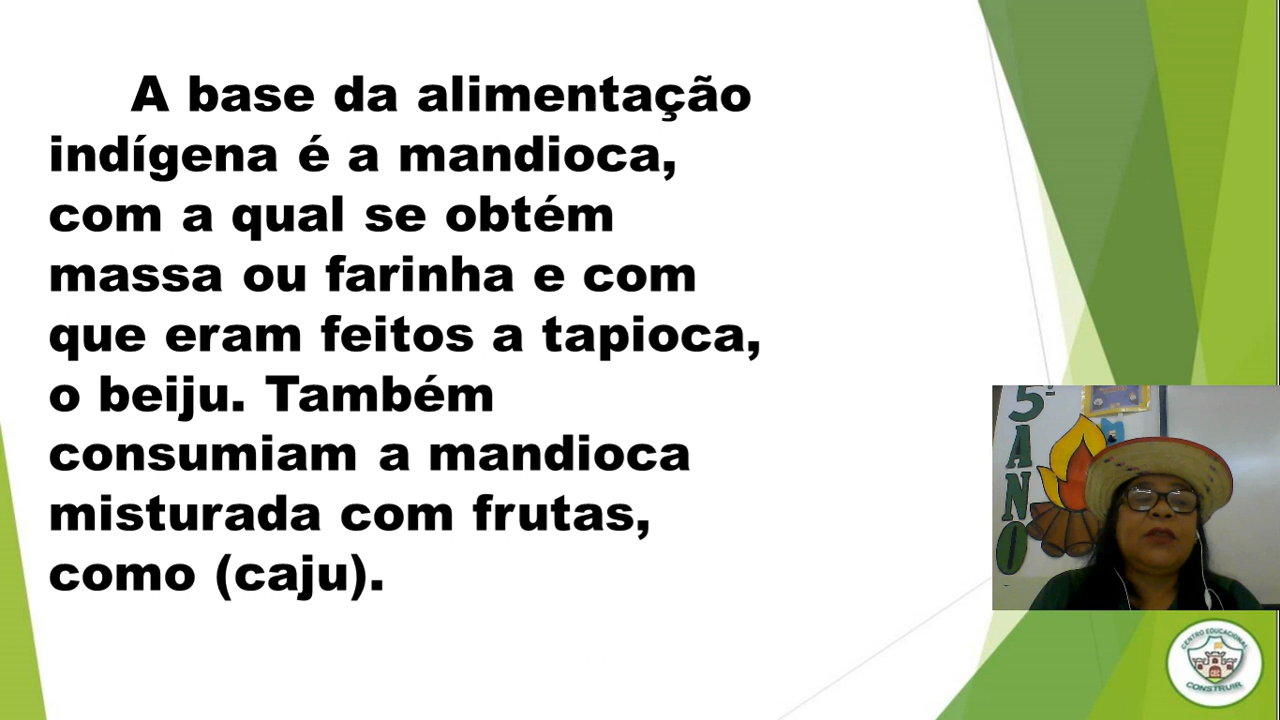 A base da alimentação
indígena é a mandioca,
com a qual se obtém
massa ou farinha e com
que eram feitos a tapioca,
o beiju. Também
consumiam a mandioca
misturada com frutas,
como (caju).
5º
ANO
CENTRO EDUCACIONAL
CONSTRUIR